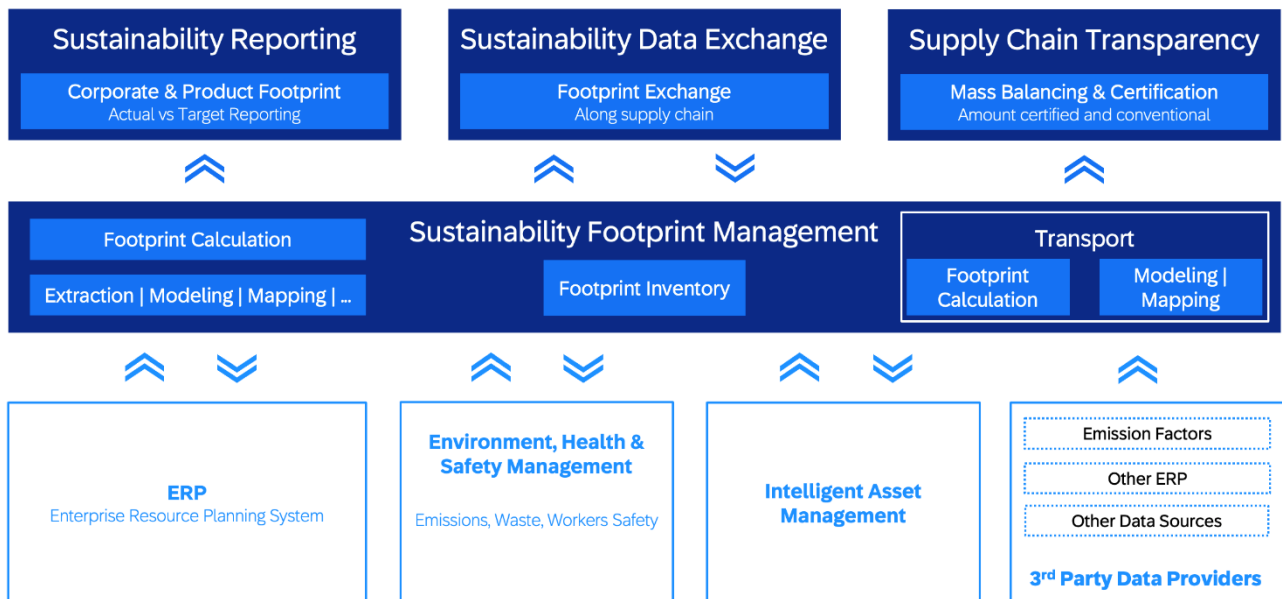 Sustainability Reporting
Corporate & Product Footprint
Actual vs Target Reporting
Sustainability Data Exchange
Footprint Exchange
Along supply chain
Supply Chain Transparency
Mass Balancing & Certification
Amount certified and conventional
Sustainability Footprint Management
Footprint Calculation
Extraction | Modeling | Mapping | ...
Footprint Inventory
Transport
Footprint
Calculation
Modeling |
Mapping
ERP
Enterprise Resource Planning System
Environment, Health &
Safety Management
Emissions, Waste, Workers Safety
Intelligent Asset
Management
Emission Factors
Other ERP
Other Data Sources
3rd Party Data Providers